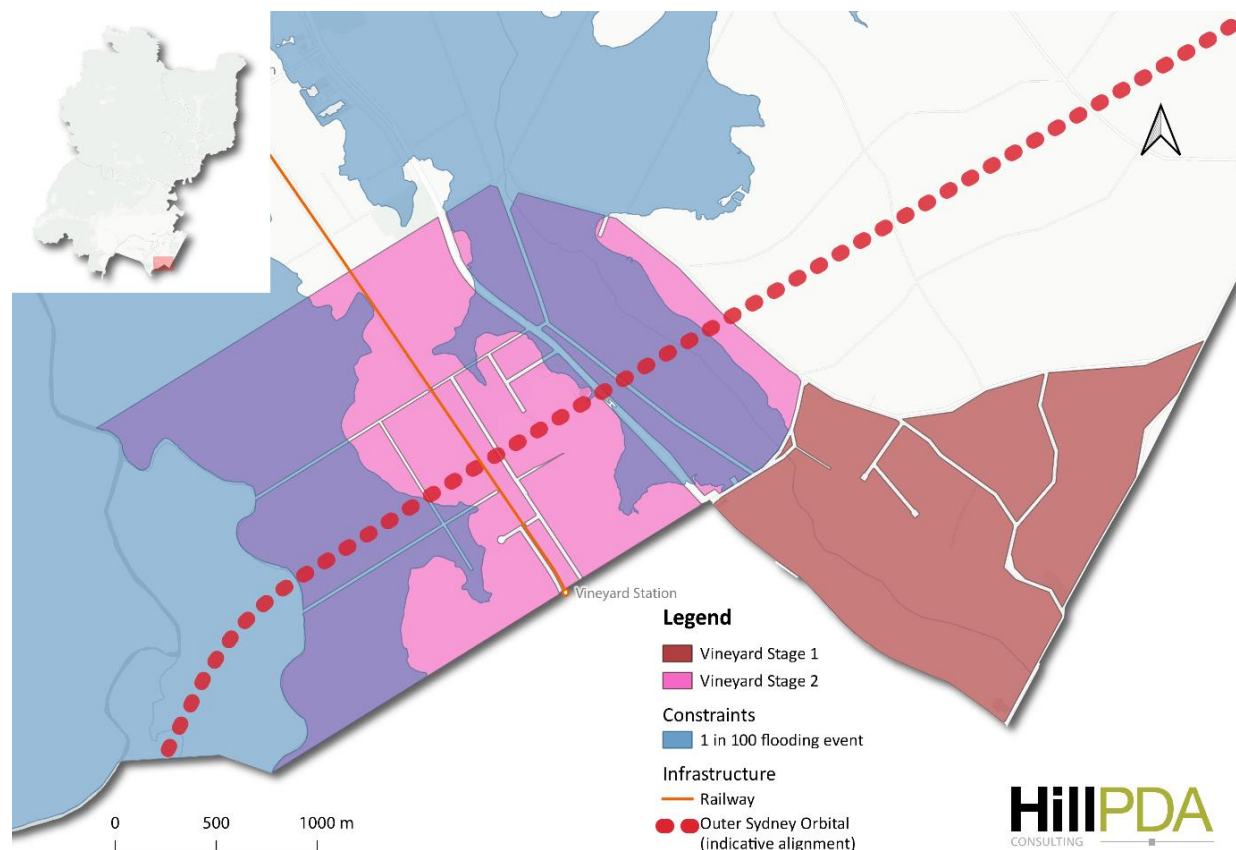 Vineyard Station
Legend
Vineyard Stage 1
Vineyard Stage 2
Constraints
1 in 100 flooding event
Infrastructure
Railway
Outer Sydney Orbital
(indicative alignment)
0 500 1000 m
HillPDA
CONSULTING